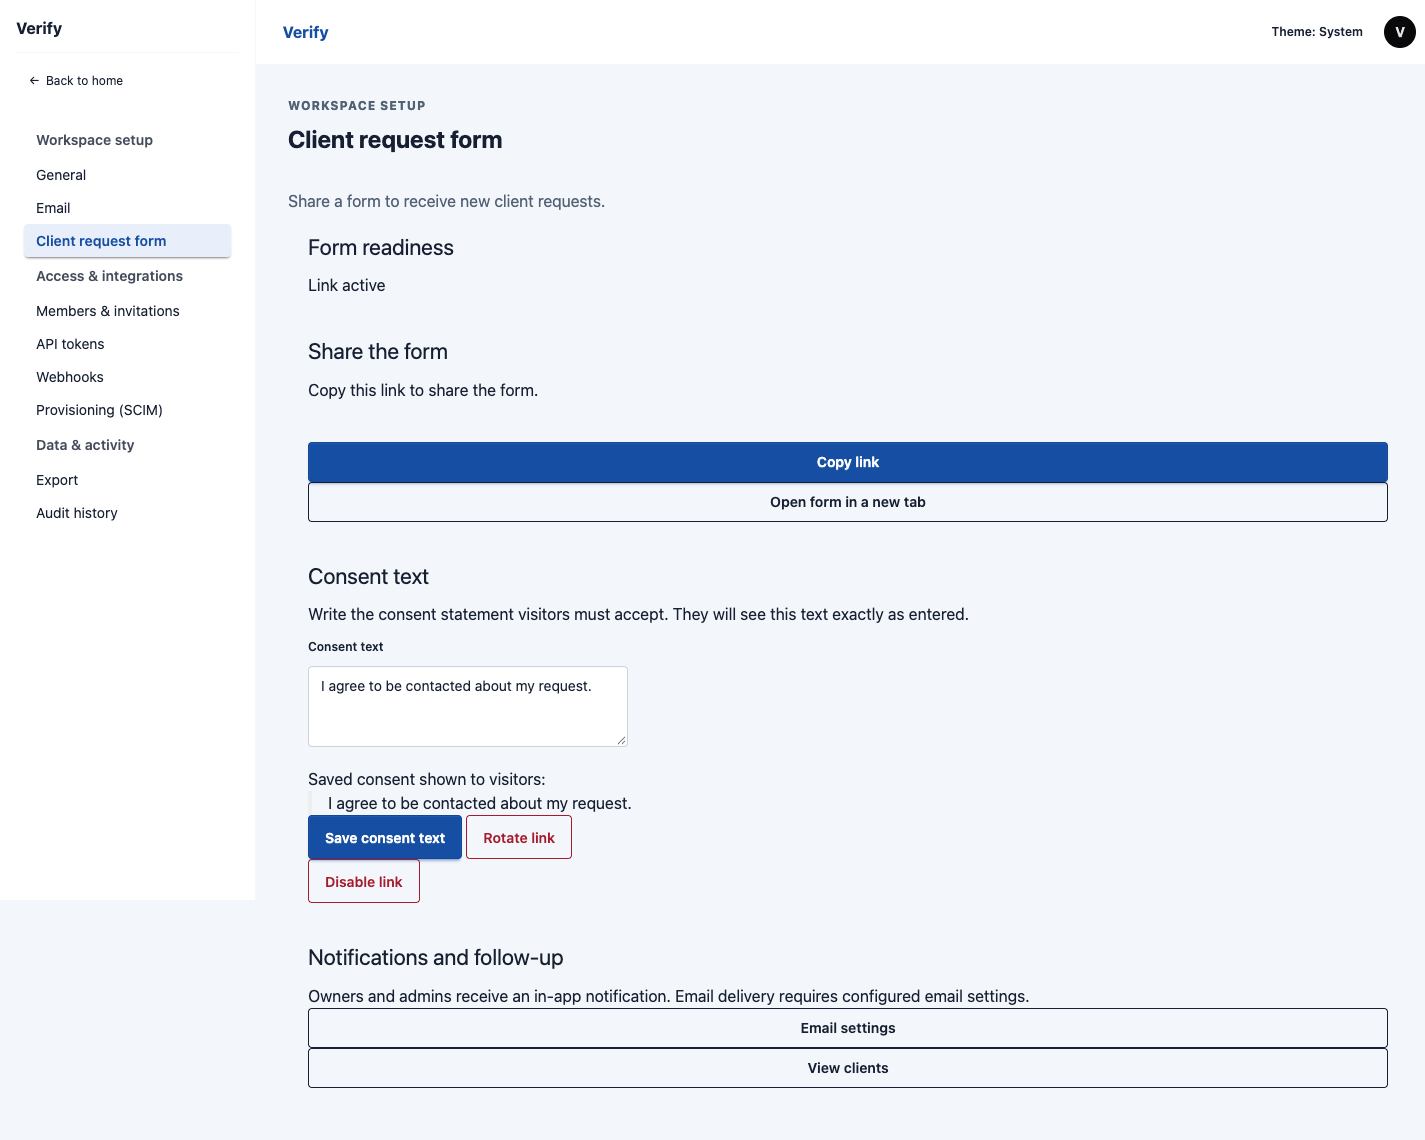 Verify
← Back to home
Workspace setup
General
Email
Client request form
Access & integrations
Members & invitations
API tokens
Webhooks
Provisioning (SCIM)
Data & activity
Export
Audit history
Verify
Theme: System
V
WORKSPACE SETUP
Client request form
Share a form to receive new client requests.
Form readiness
Link active
Share the form
Copy this link to share the form.
Copy link
Open form in a new tab
Consent text
Write the consent statement visitors must accept. They will see this text exactly as entered.
Consent text
I agree to be contacted about my request.
Saved consent shown to visitors:
I agree to be contacted about my request.
Save consent text
Rotate link
Disable link
Notifications and follow-up
Owners and admins receive an in-app notification. Email delivery requires configured email settings.
Email settings
View clients